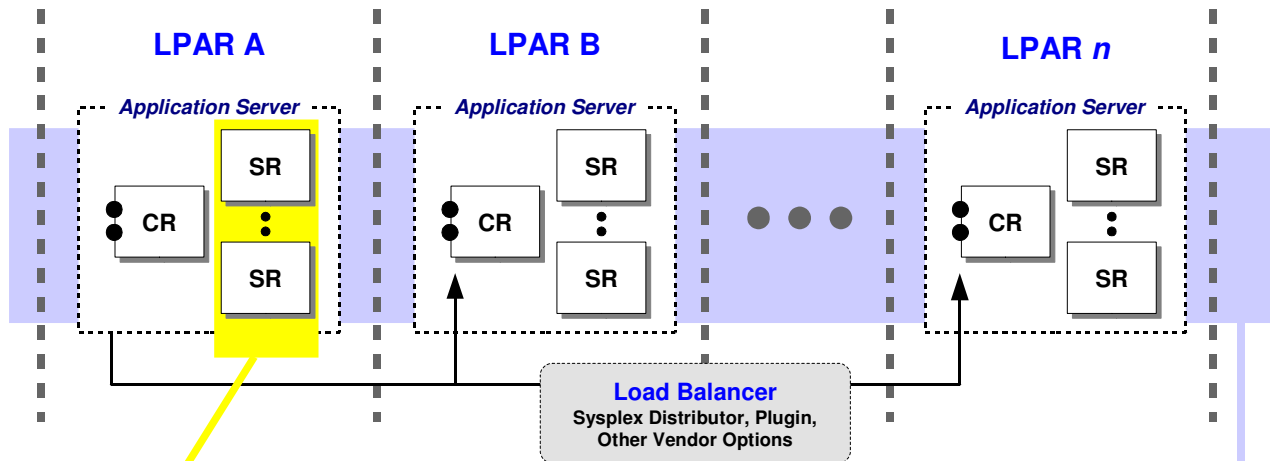 LPAR A
LPAR B
LPAR n
Application Server
Application Server
Application Server
SR
CR
SR
SR
CR
SR
SR
CR
SR
Load Balancer
Sysplex Distributor, Plugin,
Other Vendor Options